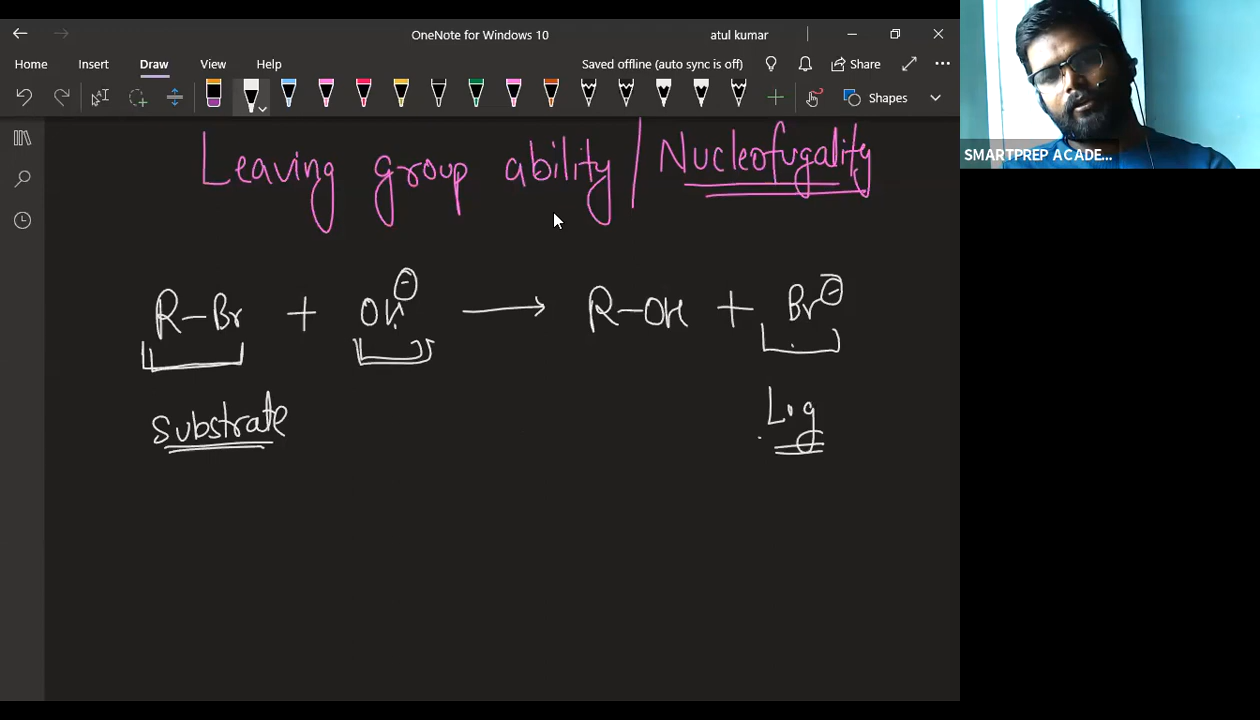 OneNote for Windows 10
atul kumar
Home Insert Draw View Help
Saved offline (auto sync is off)
Share
Shapes
SMARTPREP ACADE...
Leaving group ability / Nucleofugality
R-Br + OH⊖ → R-OH + Br⊖
substrate
L.g